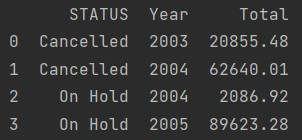 STATUS Year Total
0 Cancelled 2003 20855.48
1 Cancelled 2004 62640.01
2 On Hold 2004 2086.92
3 On Hold 2005 89623.28